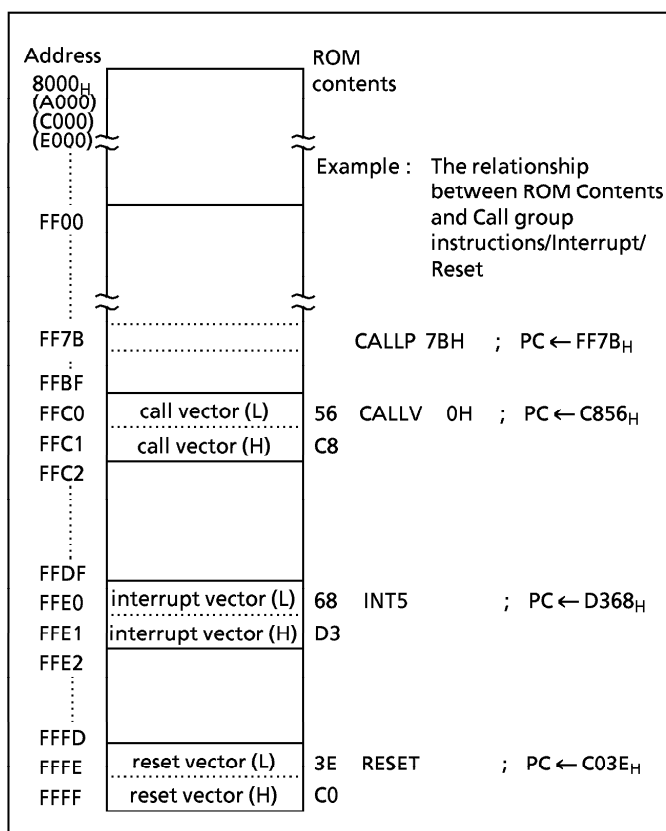 Address ROM
8000H contents
(A000)
(C000)
(E000)
Example : The relationship
between ROM Contents
FF00 and Call group
instructions/Interrupt/
Reset
FF7B CALLP 7BH ; PC ← FF7BH
FFBF
FFC0 call vector (L) 56 CALLV 0H ; PC ← C856H
FFC1 call vector (H) C8
FFC2
FFDF
FFE0 interrupt vector (L) 68 INT5 ; PC ← D368H
FFE1 interrupt vector (H) D3
FFE2
FFFD
FFFE reset vector (L) 3E RESET ; PC ← C03EH
FFFF reset vector (H) C0